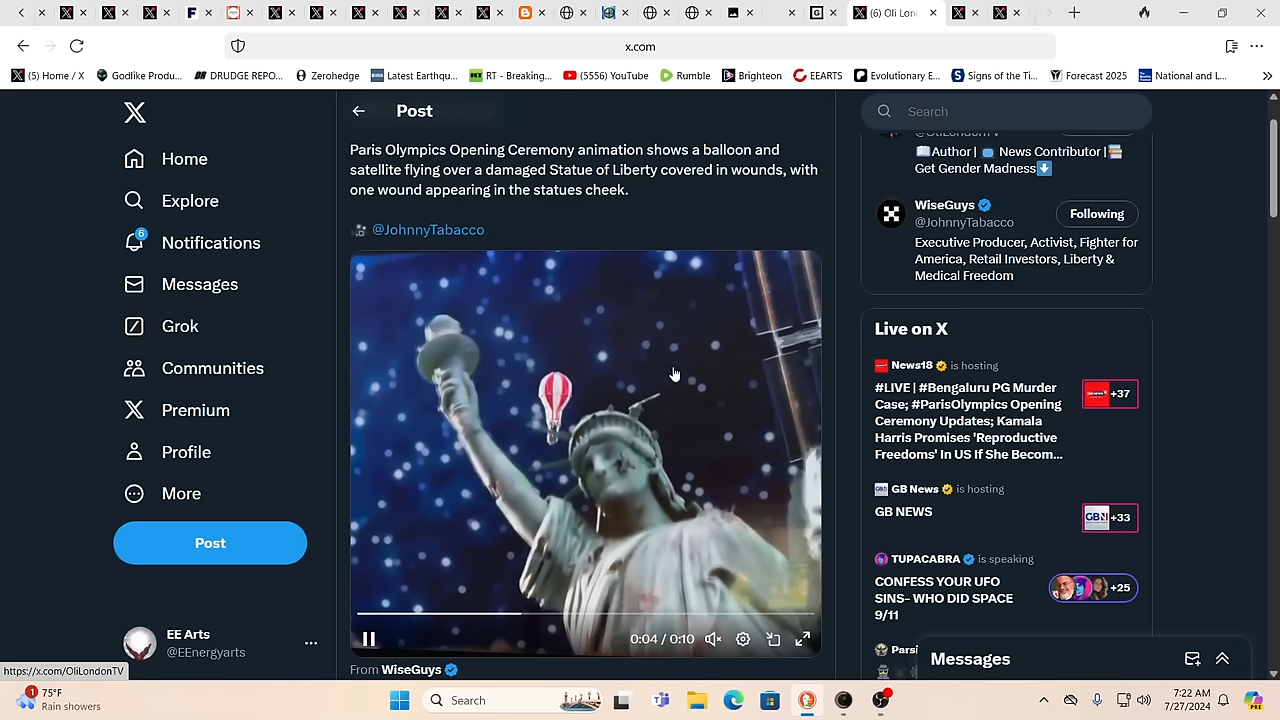 (6) Oli Lon
x.com
(5) Home / X
Godlike Produ...
DRUDGE REPO...
Zerohedge
Latest Earthqu...
RT - Breaking...
(5556) YouTube
Rumble
Brighteon
EEARTS
Evolutionary E...
Signs of the Ti...
Forecast 2025
National and L...
Home
Explore
6
Notifications
Messages
Grok
Communities
Premium
Profile
More
Post
EE Arts
@EEnergyarts
https://x.com/OliLondonTV
Post
Paris Olympics Opening Ceremony animation shows a balloon and
satellite flying over a damaged Statue of Liberty covered in wounds, with
one wound appearing in the statues cheek.
@JohnnyTabacco
0:04 / 0:10
From WiseGuys
Search
@OliLondonTV
Author | News Contributor |
Get Gender Madness
WiseGuys
@JohnnyTabacco
Following
Executive Producer, Activist, Fighter for
America, Retail Investors, Liberty &
Medical Freedom
Live on X
News18 is hosting
#LIVE | #Bengaluru PG Murder
Case; #ParisOlympics Opening
Ceremony Updates; Kamala
Harris Promises 'Reproductive
Freedoms' In US If She Becom...
+37
GB News is hosting
GB NEWS
GBN
+33
TUPACABRA is speaking
CONFESS YOUR UFO
SINS- WHO DID SPACE
9/11
+25
Parsi
Messages
1
75°F
Rain showers
Search
7:22 AM
7/27/2024